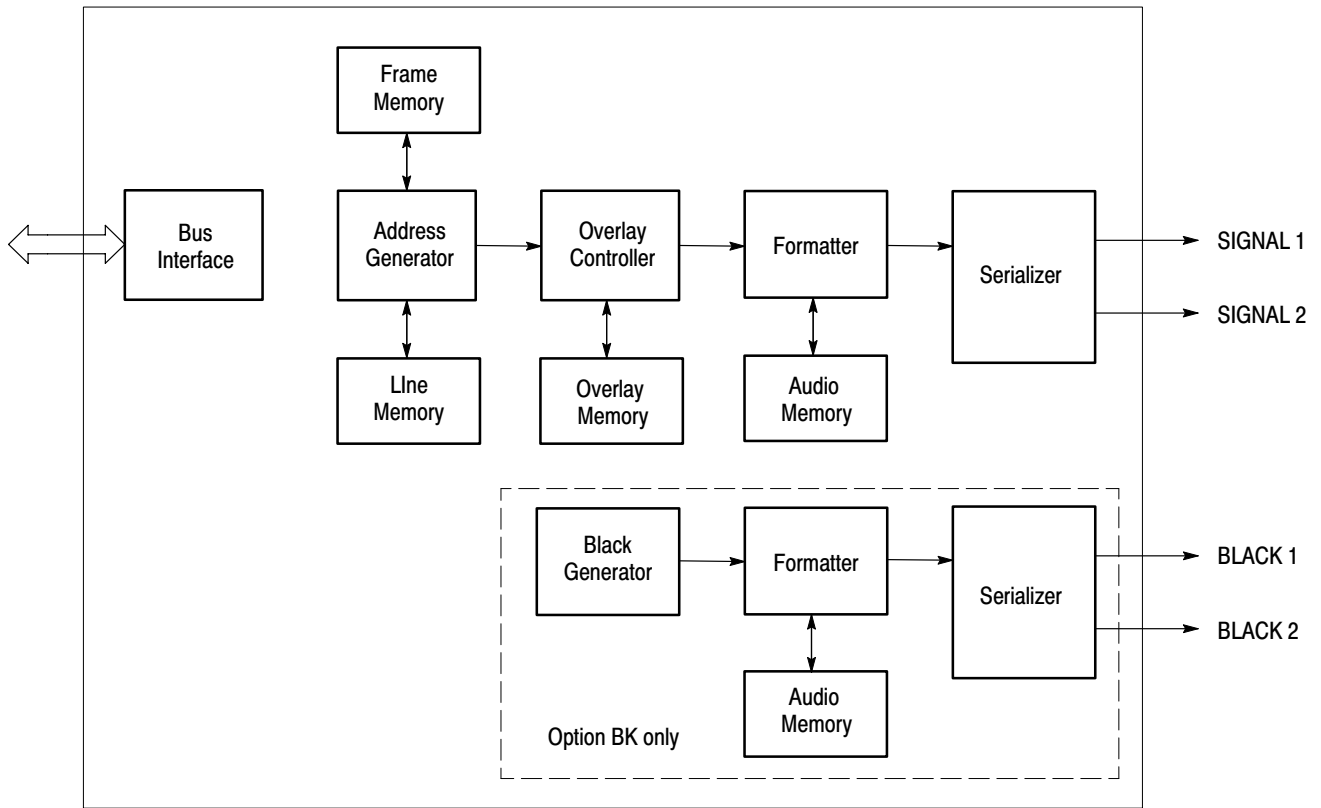 Frame
Memory
Bus
Interface
Address
Generator
Overlay
Controller
Formatter
Serializer
SIGNAL 1
SIGNAL 2
LIne
Memory
Overlay
Memory
Audio
Memory
Black
Generator
Formatter
Serializer
BLACK 1
BLACK 2
Audio
Memory
Option BK only